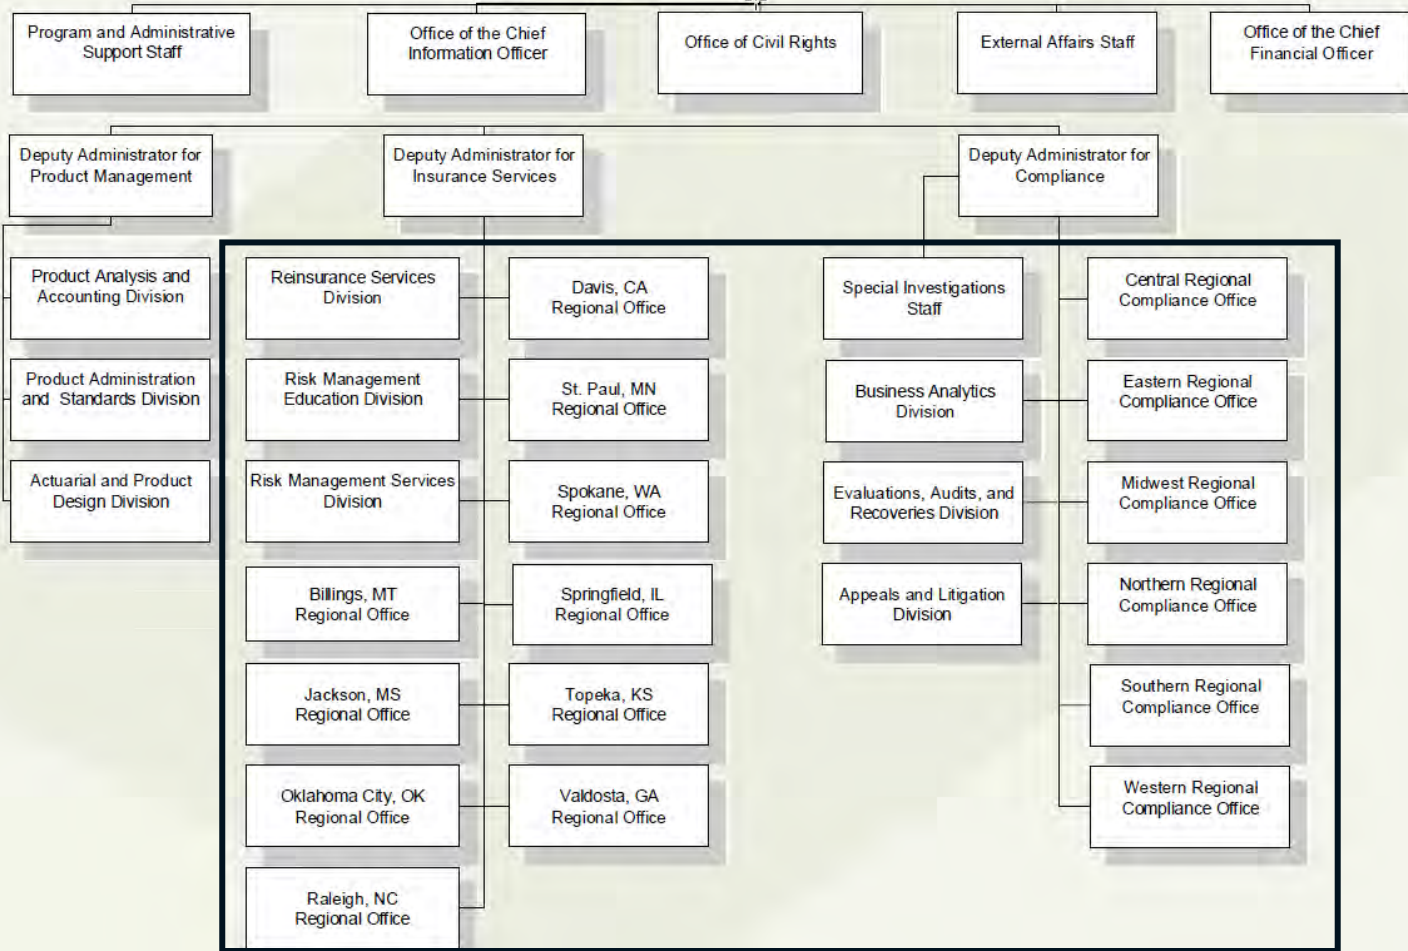 Program and Administrative
Support Staff
Office of the Chief
Information Officer
Office of Civil Rights
External Affairs Staff
Office of the Chief
Financial Officer
Deputy Administrator for
Product Management
Deputy Administrator for
Insurance Services
Deputy Administrator for
Compliance
Product Analysis and
Accounting Division
Reinsurance Services
Division
Davis, CA
Regional Office
Special Investigations
Staff
Central Regional
Compliance Office
Product Administration
and Standards Division
Risk Management
Education Division
St. Paul, MN
Regional Office
Business Analytics
Division
Eastern Regional
Compliance Office
Actuarial and Product
Design Division
Risk Management Services
Division
Spokane, WA
Regional Office
Evaluations, Audits, and
Recoveries Division
Midwest Regional
Compliance Office
Billings, MT
Regional Office
Springfield, IL
Regional Office
Appeals and Litigation
Division
Northern Regional
Compliance Office
Jackson, MS
Regional Office
Topeka, KS
Regional Office
Southern Regional
Compliance Office
Oklahoma City, OK
Regional Office
Valdosta, GA
Regional Office
Western Regional
Compliance Office
Raleigh, NC
Regional Office